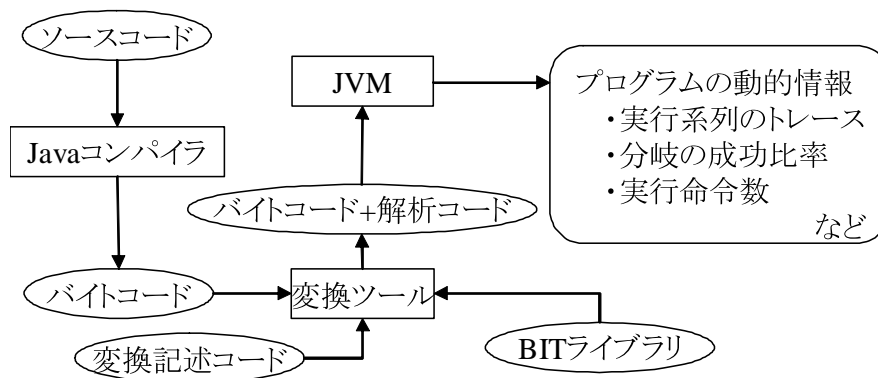 ソースコード
JVM
プログラムの動的情報
・実行系列のトレース
・分岐の成功比率
・実行命令数
など
Javaコンパイラ
バイトコード+解析コード
バイトコード
変換ツール
変換記述コード
BITライブラリ